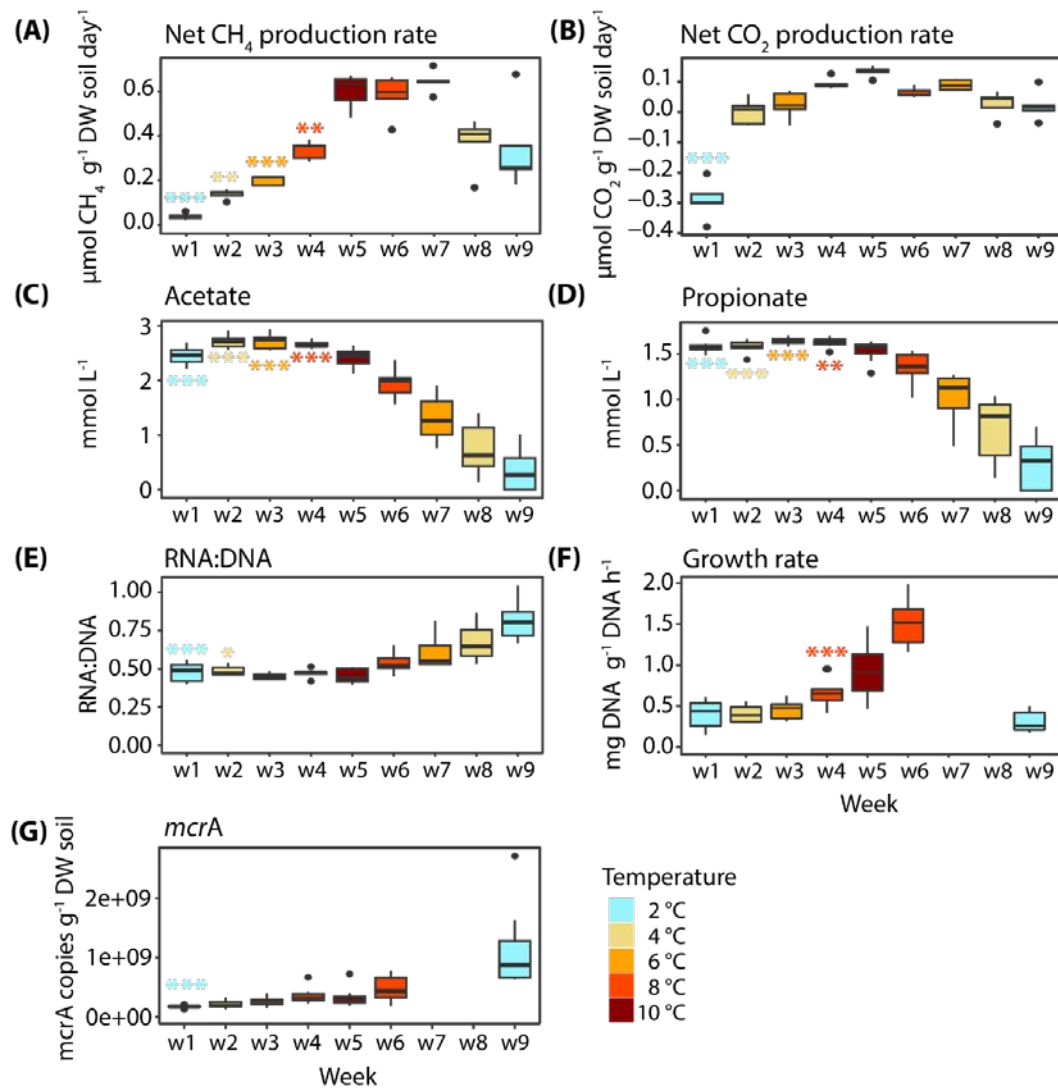 (A) Net CH₄ production rate
µmol CH₄ g⁻¹ DW soil day⁻¹
0.6
0.4
0.2
0.0
***
**
***
**
w1 w2 w3 w4 w5 w6 w7 w8 w9
(B) Net CO₂ production rate
µmol CO₂ g⁻¹ DW soil day⁻¹
0.1
0.0
−0.1
−0.2
−0.3
−0.4
***
w1 w2 w3 w4 w5 w6 w7 w8 w9
(C) Acetate
mmol L⁻¹
3
2
1
0
***
***
***
***
w1 w2 w3 w4 w5 w6 w7 w8 w9
(D) Propionate
mmol L⁻¹
1.5
1.0
0.5
0.0
***
***
***
**
w1 w2 w3 w4 w5 w6 w7 w8 w9
(E) RNA:DNA
RNA:DNA
1.00
0.75
0.50
0.25
0.00
***
*
w1 w2 w3 w4 w5 w6 w7 w8 w9
(F) Growth rate
mg DNA g⁻¹ DNA h⁻¹
2.0
1.5
1.0
0.5
0.0
***
w1 w2 w3 w4 w5 w6 w7 w8 w9
Week
(G) mcrA
mcrA copies g⁻¹ DW soil
2e+09
1e+09
0e+00
***
w1 w2 w3 w4 w5 w6 w7 w8 w9
Week
Temperature
2 °C
4 °C
6 °C
8 °C
10 °C